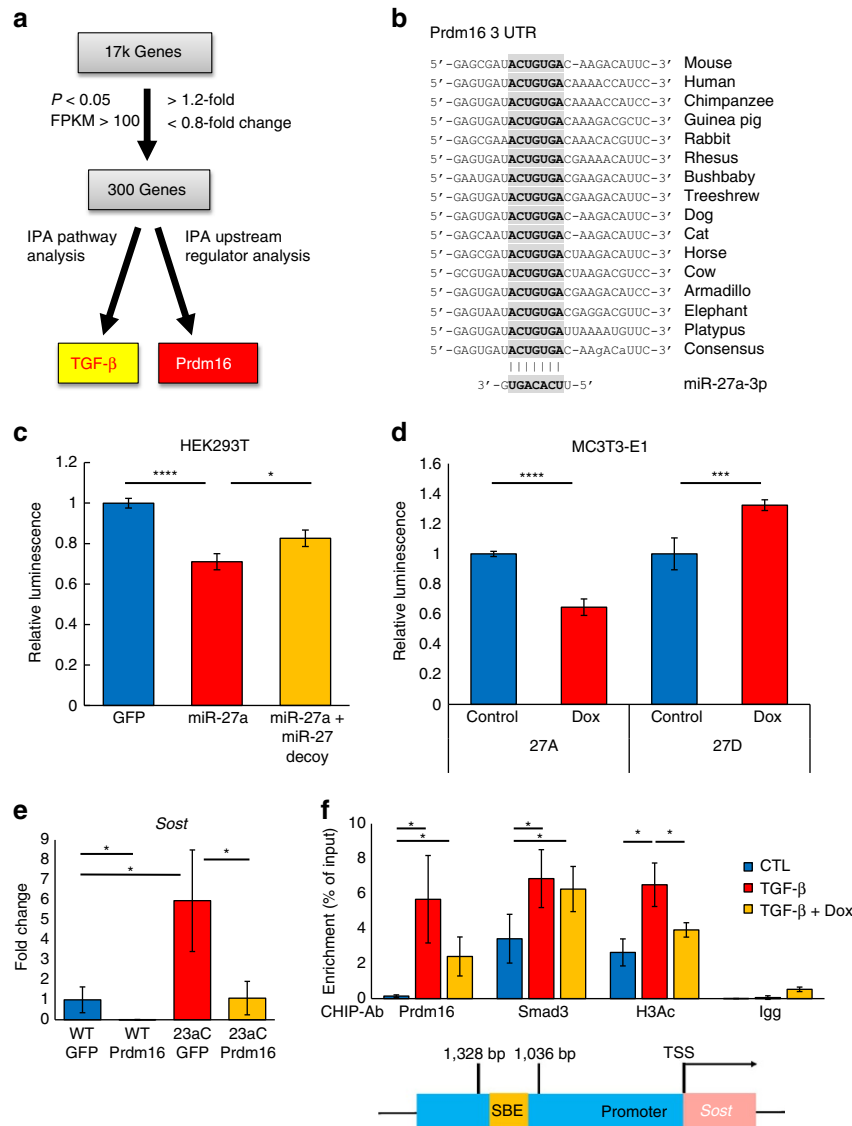 a
17k Genes
P < 0.05
FPKM > 100
> 1.2-fold
< 0.8-fold change
300 Genes
IPA pathway
analysis
IPA upstream
regulator analysis
TGF-β
Prdm16
b
Prdm16 3 UTR
5’-GAGCGAUACUGUGAC-AAGACAUUC-3’ Mouse
5’-GAGUGAUACUGUGACAAAACCAUCC-3’ Human
5’-GAGUGAUACUGUGACAAAACCAUCC-3’ Chimpanzee
5’-GAGUGAUACUGUGACAAAGACGCUC-3’ Guinea pig
5’-GAGCGAAACUGUGACAAACACGUUC-3’ Rabbit
5’-GAGUGAUACUGUGACGAAAACAUUC-3’ Rhesus
5’-GAAUGAUACUGUGACAAAGACAUUC-3’ Bushbaby
5’-GAGUGAUACUGUGACAAAGACAUUC-3’ Treeshrew
5’-GAGUGAUACUGUGAC-AAGACAUUC-3’ Dog
5’-GAGCAAUACUGUGAC-AAGACAUUC-3’ Cat
5’-GAGUGAUACUGUGACUAAGACAUUC-3’ Horse
5’-GCGUGAUACUGUGACUAAGACGUCC-3’ Cow
5’-GAGUGAUACUGUGACGAAGACAUUC-3’ Armadillo
5’-GAGUAAUACUGUGACGAGGACGUUC-3’ Elephant
5’-GAGUGAUACUGUGAUUAAAAUGUUC-3’ Platypus
5’-GAGUGAUACUGUGAC-AAgACaUUC-3’ Consensus
| | | | | | |
3’-GUGACACUU-5’ miR-27a-3p
c
HEK293T
Relative luminescence
1.2
1
0.8
0.6
0.4
0.2
0
****
*
GFP
miR-27a
miR-27a +
miR-27
decoy
d
MC3T3-E1
Relative luminescence
1.6
1.4
1.2
1
0.8
0.6
0.4
0.2
0
****
***
Control Dox Control Dox
27A 27D
e
Sost
Fold change
9
8
7
6
5
4
3
2
1
0
*
*
*
WT
GFP
WT
Prdm16
23aC
GFP
23aC
Prdm16
f
Enrichment (% of input)
10
8
6
4
2
0
*
*
*
*
*
*
CTL
TGF-β
TGF-β + Dox
CHIP-Ab Prdm16 Smad3 H3Ac Igg
1,328 bp 1,036 bp TSS
SBE Promoter Sost